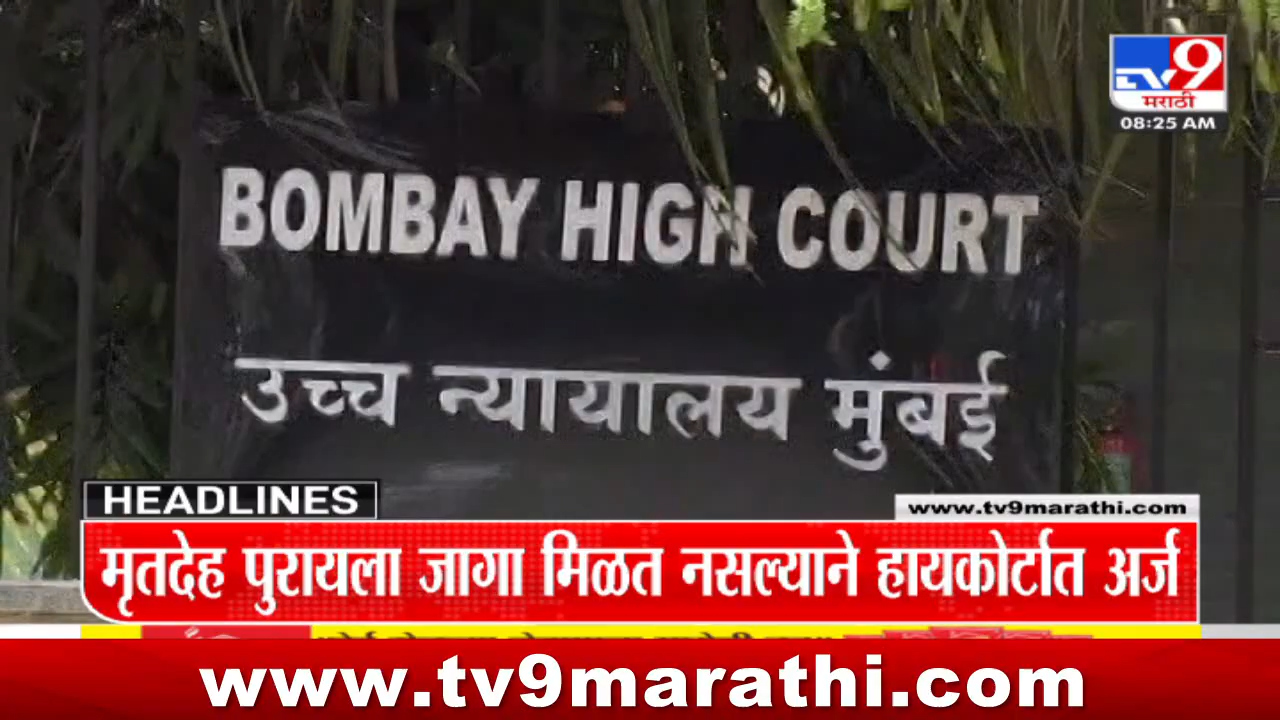 TV9
मराठी
08:25 AM
BOMBAY HIGH COURT
उच्च न्यायालय मुंबई
HEADLINES
www.tv9marathi.com
मृतदेह पुरायला जागा मिळत नसल्याने हायकोर्टात अर्ज
www.tv9marathi.com